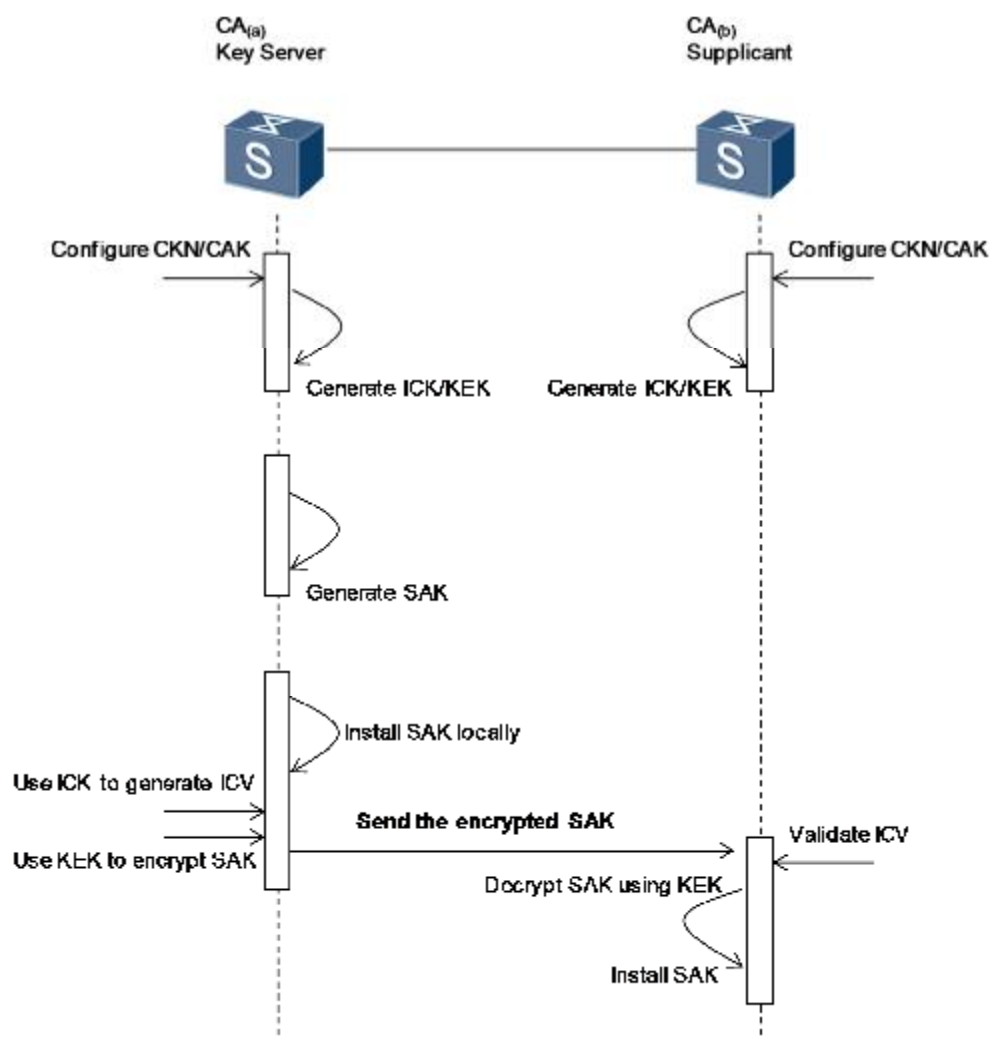 CA(a)
Key Server
CA(b)
Supplicant
S
S
Configure CKN/CAK
Configure CKN/CAK
Generate ICK/KEK
Generate ICK/KEK
Generate SAK
Install SAK locally
Use ICK to generate ICV
Send the encrypted SAK
Validate ICV
Use KEK to encrypt SAK
Decrypt SAK using KEK
Install SAK